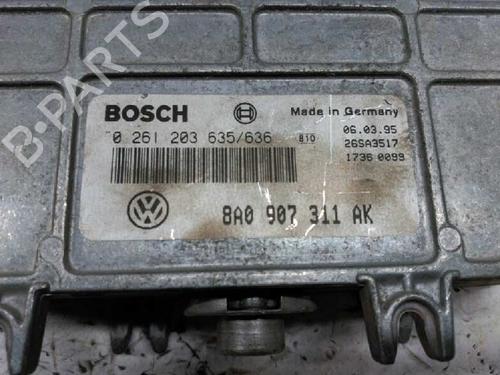 B-PARTS
BOSCH
Made in Germany
0 261 203 635/636 B10
06.03.95
26SA3517
1736 0099
8A0 907 311 AK